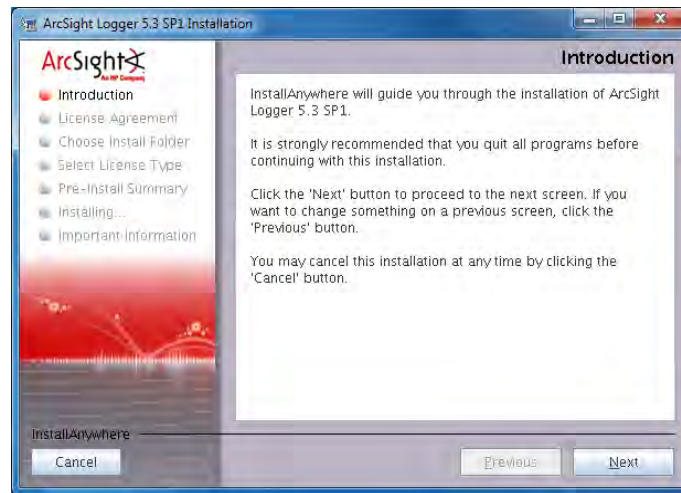 ArcSight Logger 5.3 SP1 Installation
ArcSight
An HP Company
Introduction
Introduction
License Agreement
Choose Install Folder
Select License Type
Pre-Install Summary
Installing...
Important Information
InstallAnywhere will guide you through the installation of ArcSight
Logger 5.3 SP1.
It is strongly recommended that you quit all programs before
continuing with this installation.
Click the 'Next' button to proceed to the next screen. If you
want to change something on a previous screen, click the
'Previous' button.
You may cancel this installation at any time by clicking the
'Cancel' button.
InstallAnywhere
Cancel
Previous
Next